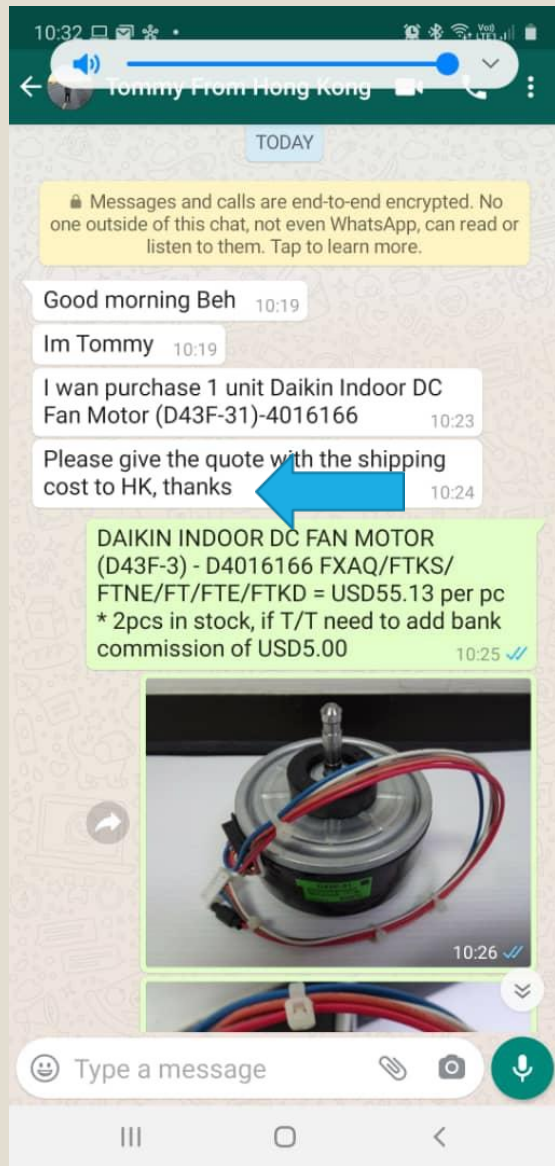 10:32
Tommy From Hong Kong
TODAY
Messages and calls are end-to-end encrypted. No
one outside of this chat, not even WhatsApp, can read or
listen to them. Tap to learn more.
Good morning Beh 10:19
Im Tommy 10:19
I wan purchase 1 unit Daikin Indoor DC
Fan Motor (D43F-31)-4016166 10:23
Please give the quote with the shipping
cost to HK, thanks 10:24
DAIKIN INDOOR DC FAN MOTOR
(D43F-3) - D4016166 FXAQ/FTKS/
FTNE/FT/FTE/FTKD = USD55.13 per pc
* 2pcs in stock, if T/T need to add bank
commission of USD5.00 10:25
10:26
Type a message